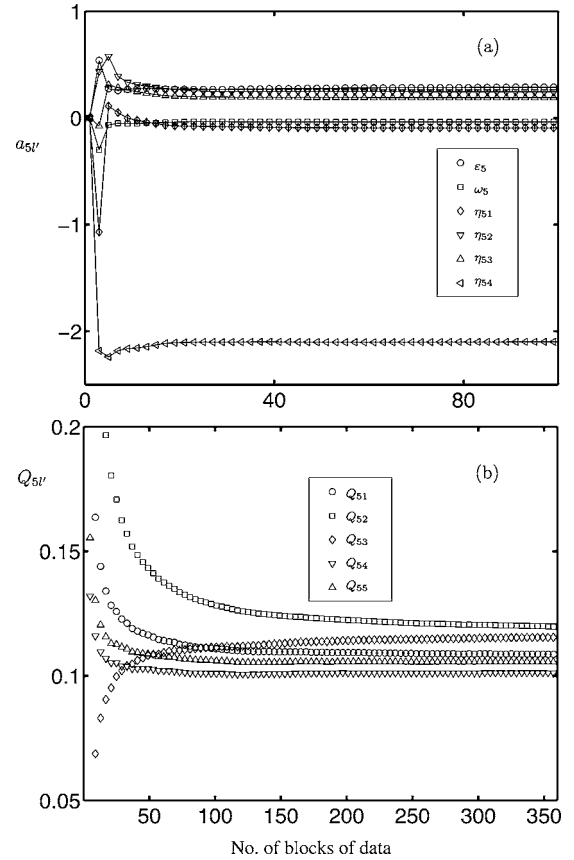 1
(a)
0
a₅ₗ′
ε₅
ω₅
η₅₁
η₅₂
η₅₃
η₅₄
−1
−2
0 40 80
0.2
Q₅ₗ′
(b)
Q₅₁
Q₅₂
Q₅₃
Q₅₄
Q₅₅
0.15
0.1
0.05
50 100 150 200 250 300 350
No. of blocks of data